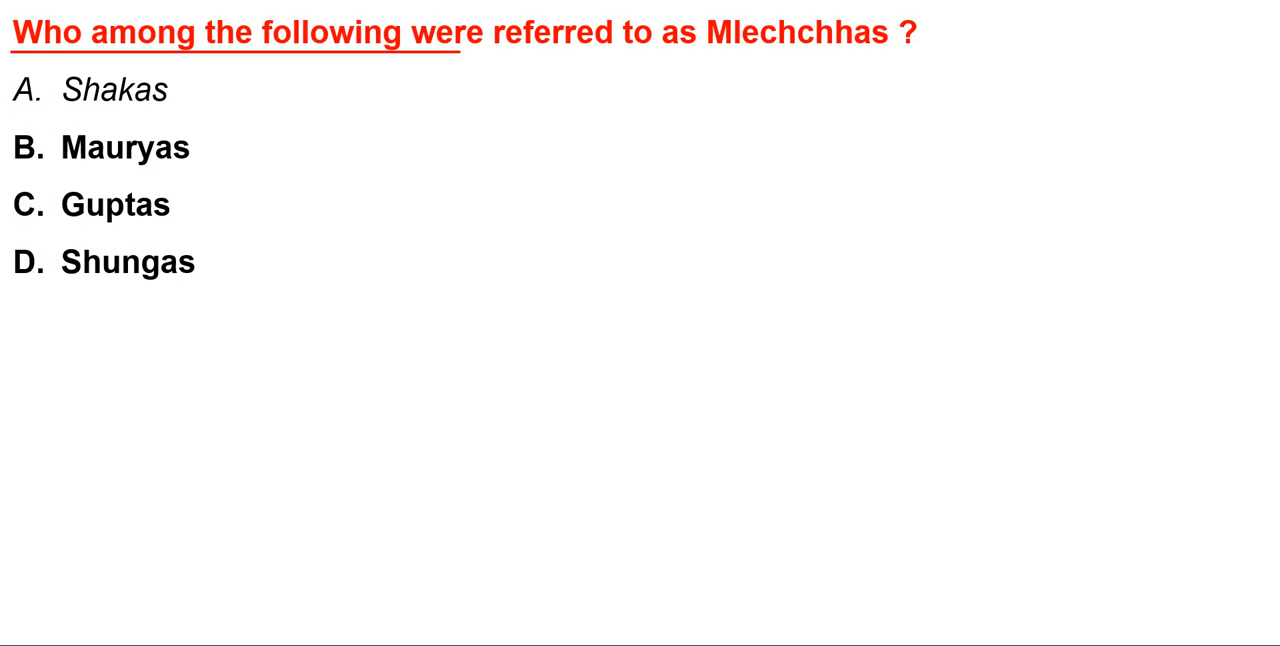 Who among the following were referred to as Mlechchhas ?
A. Shakas
B. Mauryas
C. Guptas
D. Shungas